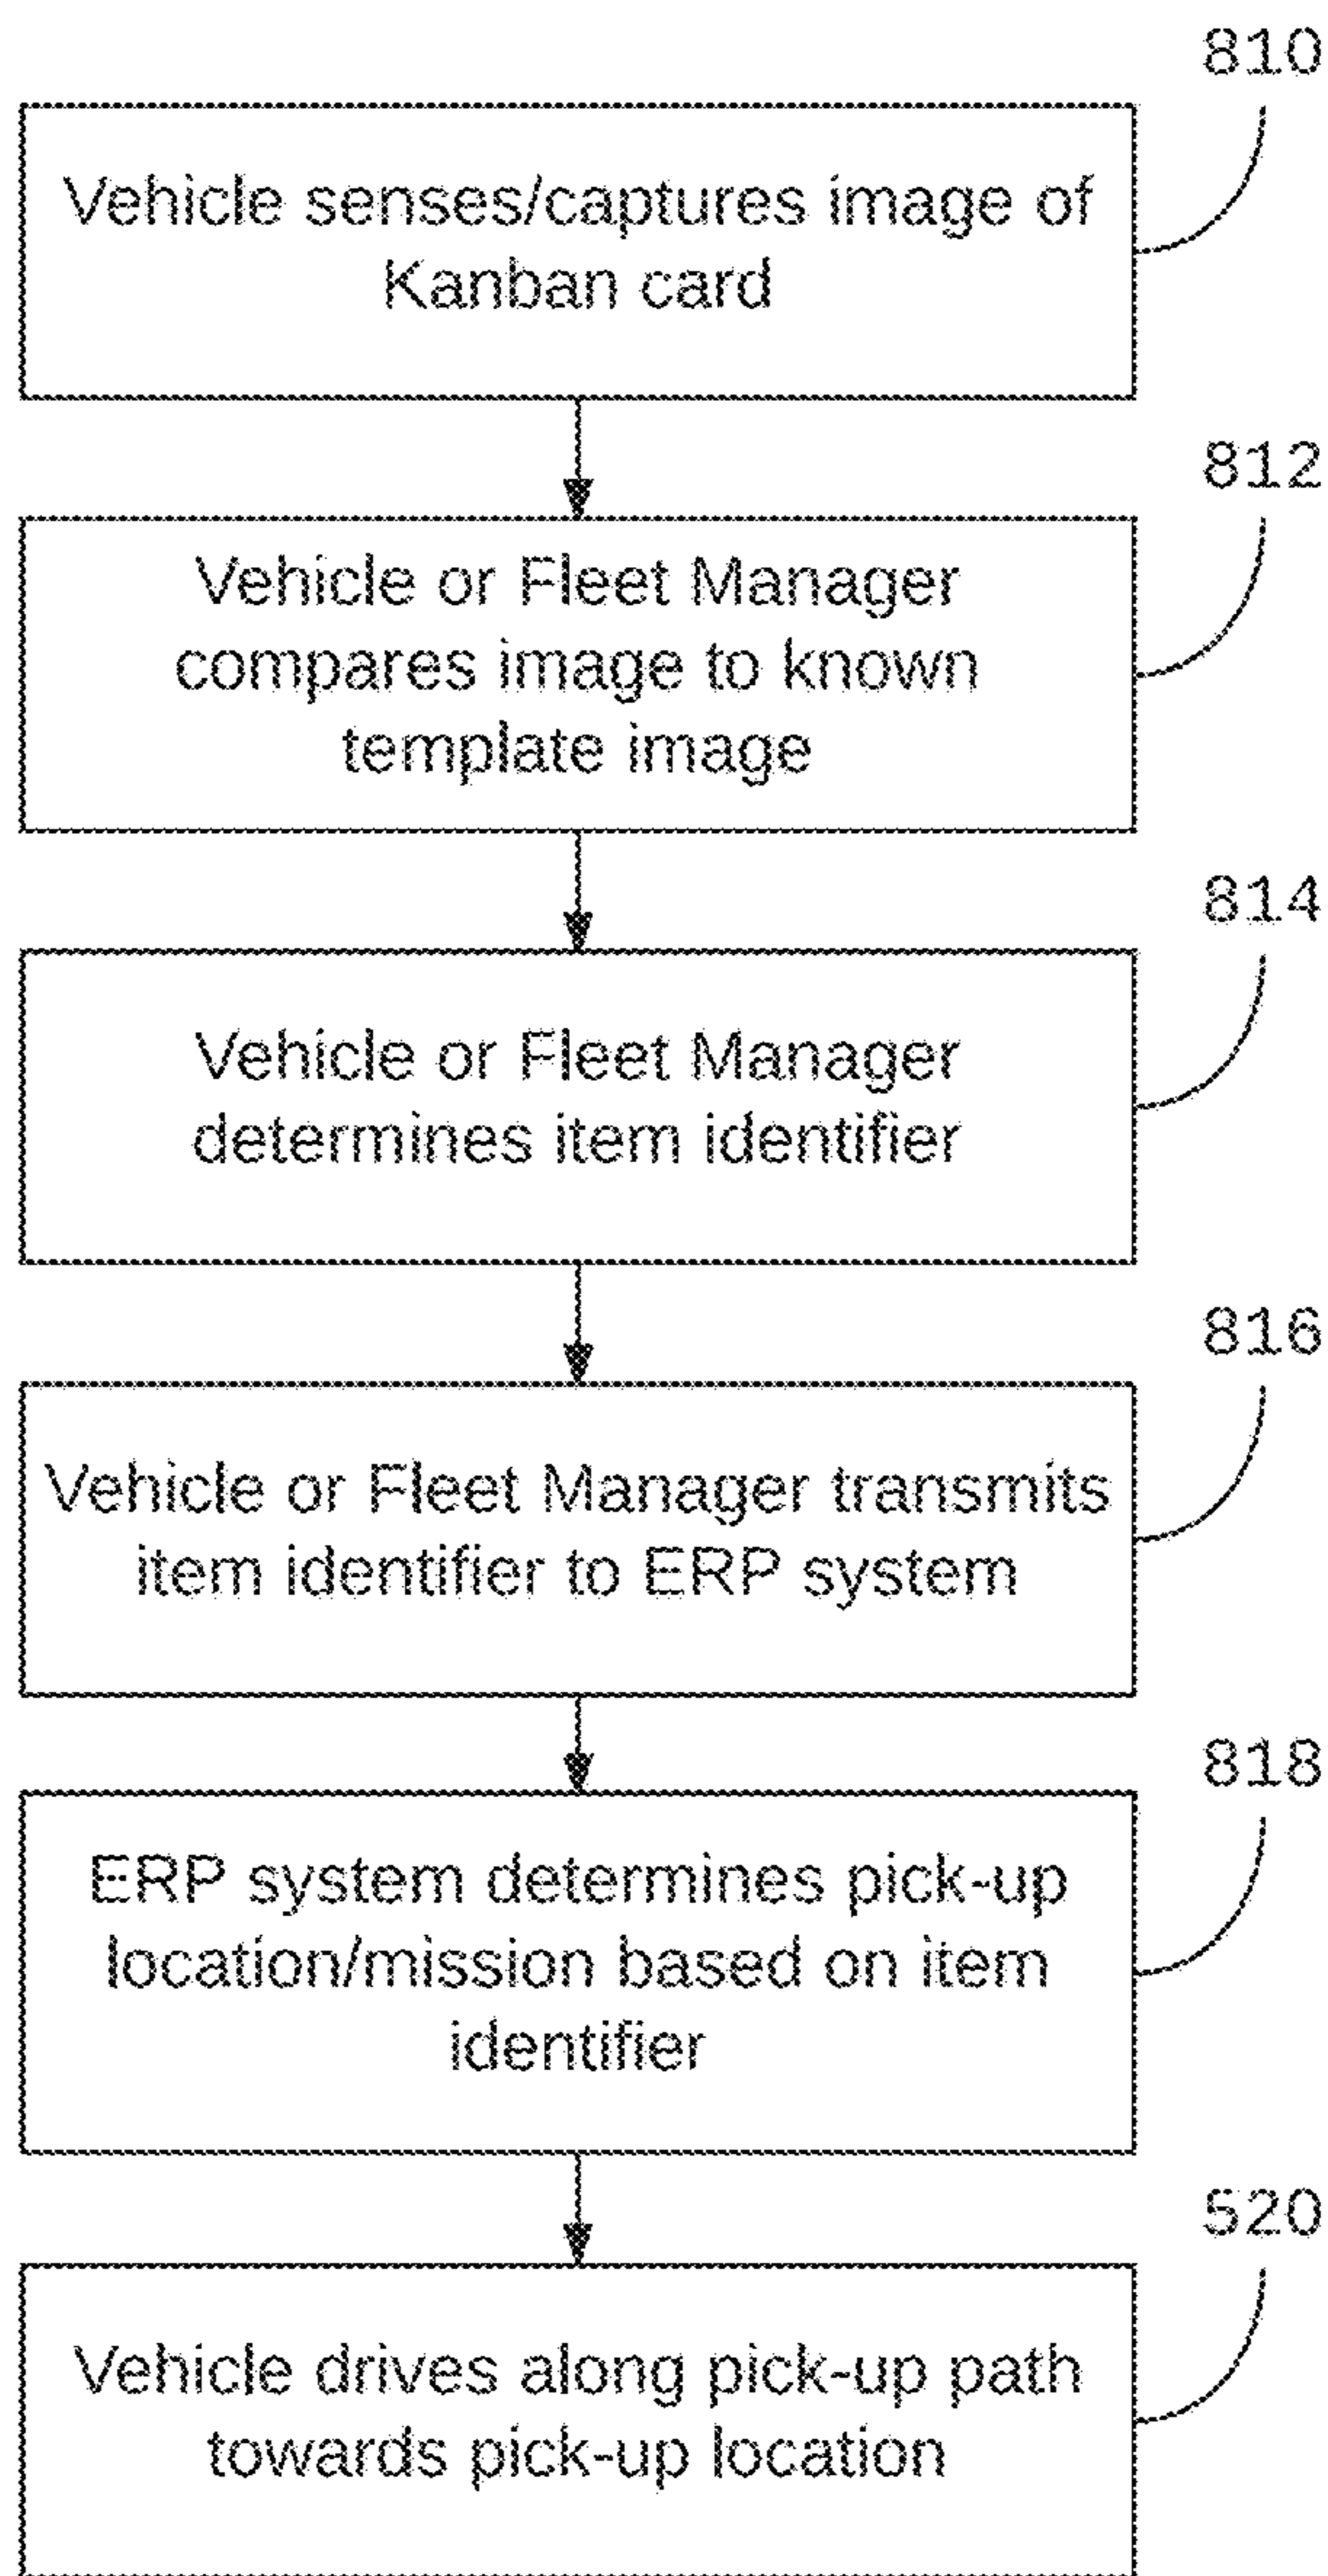 810
Vehicle senses/captures image of
Kanban card
812
Vehicle or Fleet Manager
compares image to known
template image
814
Vehicle or Fleet Manager
determines item identifier
816
Vehicle or Fleet Manager transmits
item identifier to ERP system
818
ERP system determines pick-up
location/mission based on item
identifier
520
Vehicle drives along pick-up path
towards pick-up location